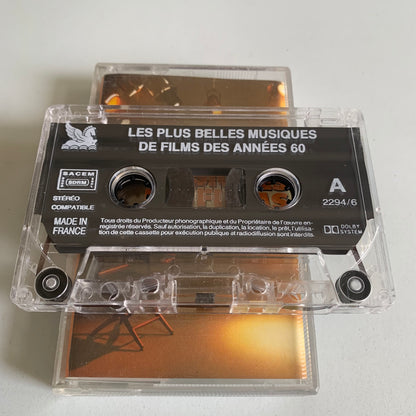 LES PLUS BELLES MUSIQUES
DE FILMS DES ANNÉES 60
SACEM
SDRM
STÉRÉO
COMPATIBLE
A
2294/6
MADE IN
FRANCE
Tous droits du Producteur phonographique et du Propriétaire de l'œuvre en-
registrée réservés. Sauf autorisation, la duplication, la location, le prêt, l'utilisa-
tion de cette cassette pour exécution publique et radiodiffusion sont interdits.
DOLBY
SYSTEM